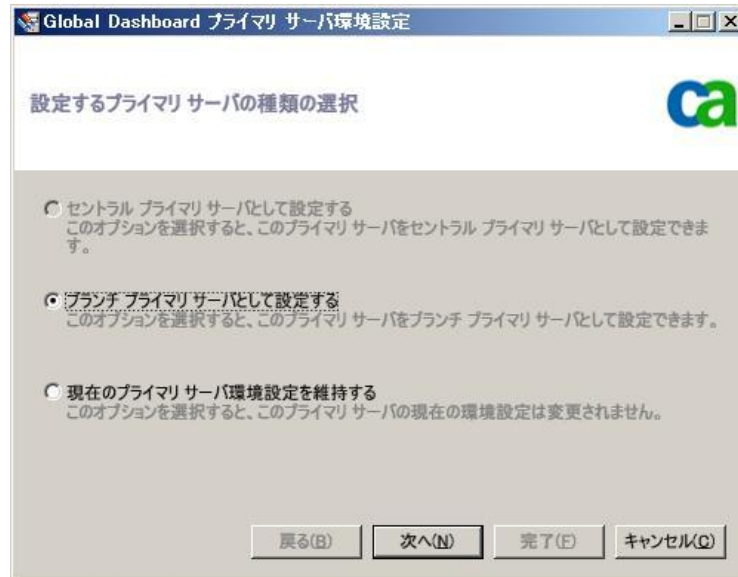 Global Dashboard プライマリ サーバ環境設定
設定するプライマリ サーバの種類の選択
ca
セントラル プライマリ サーバとして設定する
このオプションを選択すると、このプライマリ サーバをセントラル プライマリ サーバとして設定できま
す。
ブランチ プライマリ サーバとして設定する
このオプションを選択すると、このプライマリ サーバをブランチ プライマリ サーバとして設定できます。
現在のプライマリ サーバ環境設定を維持する
このオプションを選択すると、このプライマリ サーバの現在の環境設定は変更されません。
戻る(B) 次へ(N) 完了(F) キャンセル(C)